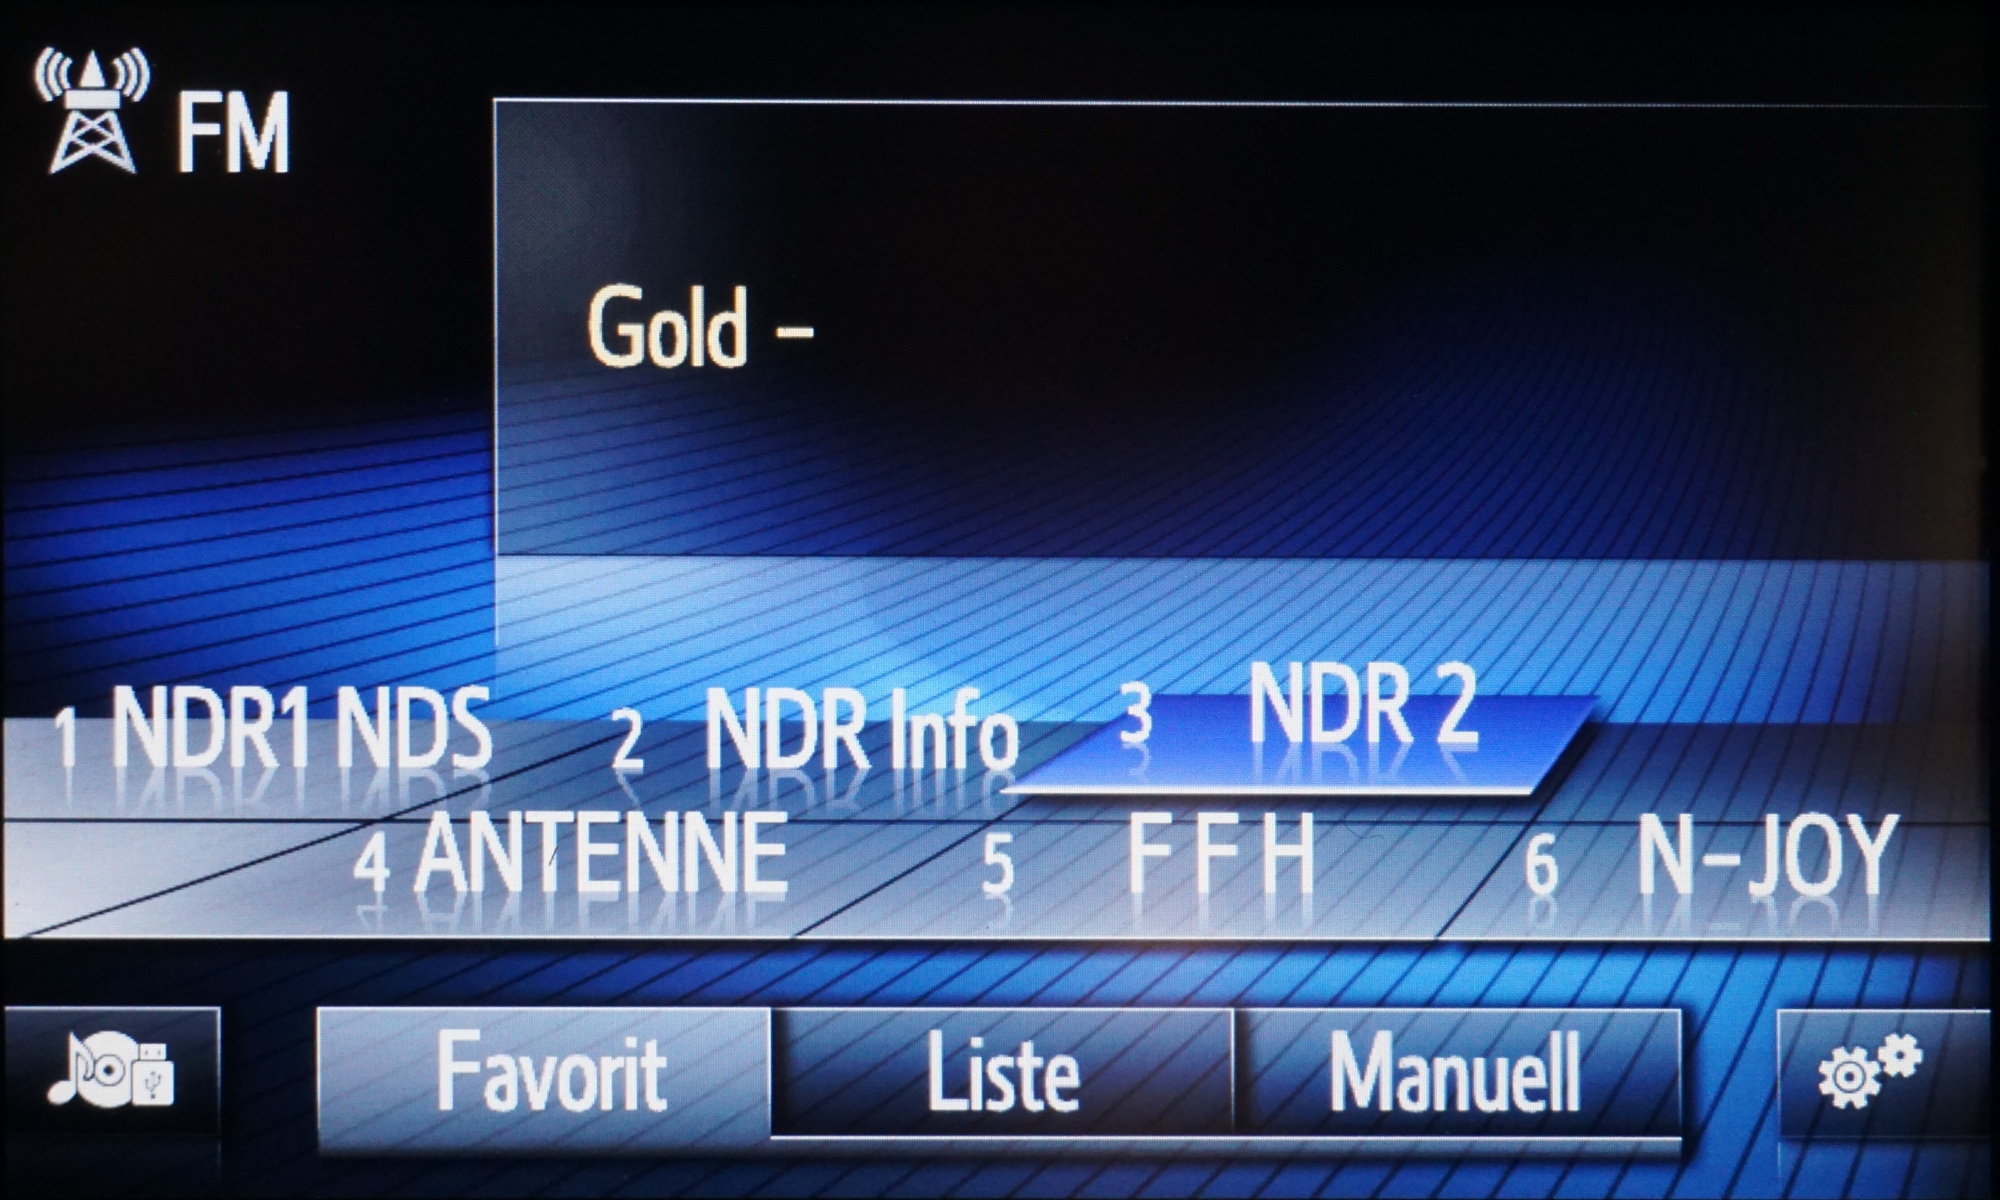 FM
Gold –
1 NDR1 NDS 2 NDR Info 3 NDR 2
4 ANTENNE 5 F F H 6 N-JOY
Favorit Liste Manuell